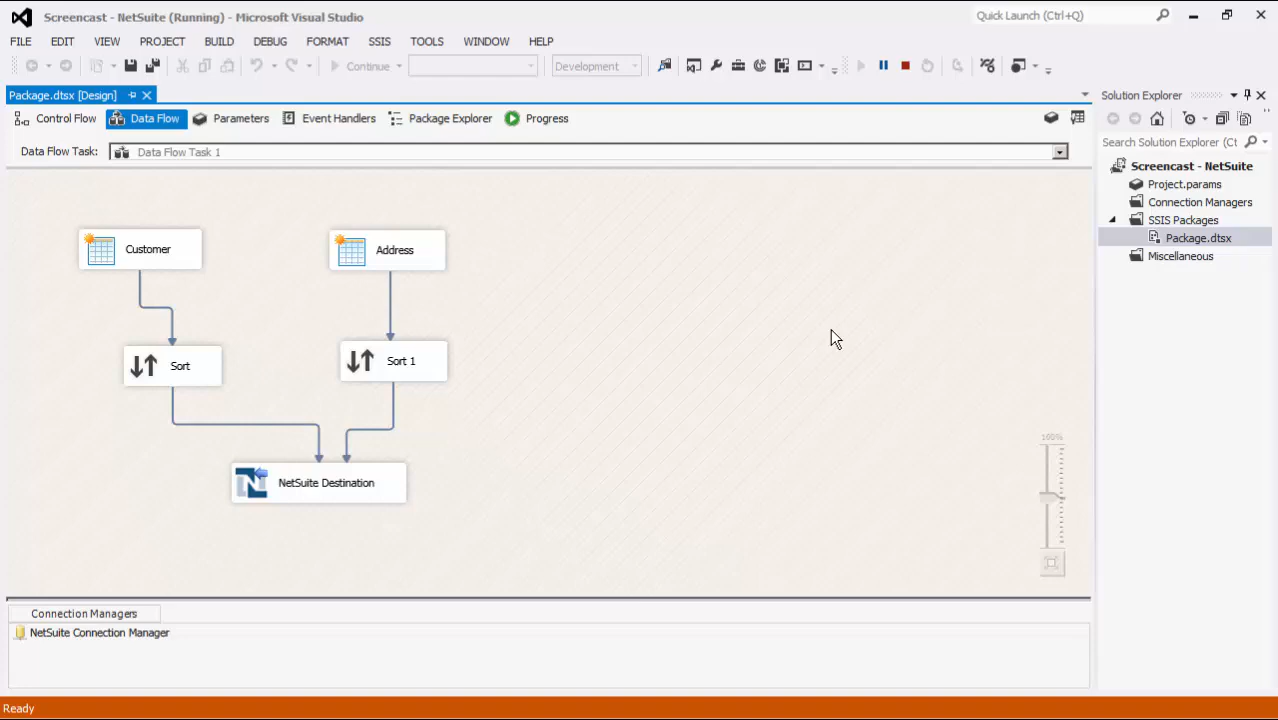 Screencast - NetSuite (Running) - Microsoft Visual Studio
Quick Launch (Ctrl+Q)
FILE EDIT VIEW PROJECT BUILD DEBUG FORMAT SSIS TOOLS WINDOW HELP
Continue Development
Package.dtsx [Design]
Control Flow Data Flow Parameters Event Handlers Package Explorer Progress
Data Flow Task: Data Flow Task 1
Customer Address
Sort Sort 1
NetSuite Destination
100%
Connection Managers
NetSuite Connection Manager
Solution Explorer
Search Solution Explorer (Ct
Screencast - NetSuite
Project.params
Connection Managers
SSIS Packages
Package.dtsx
Miscellaneous
Ready